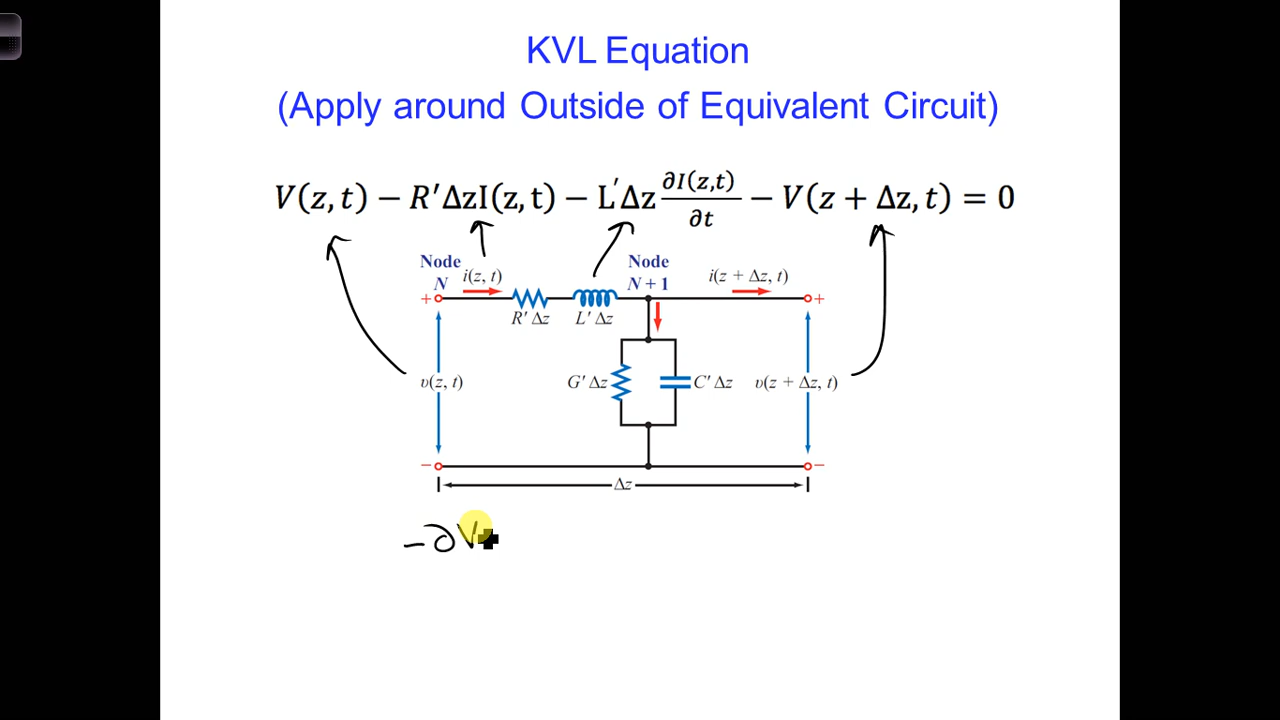 KVL Equation
(Apply around Outside of Equivalent Circuit)
V(z, t) − R′ΔzI(z, t) − L′Δz ∂I(z,t)/∂t − V(z + Δz, t) = 0
Node N
i(z, t)
Node N + 1
i(z + Δz, t)
+
+
R′ Δz
L′ Δz
υ(z, t)
G′ Δz
C′ Δz
υ(z + Δz, t)
−
−
Δz
−∂V